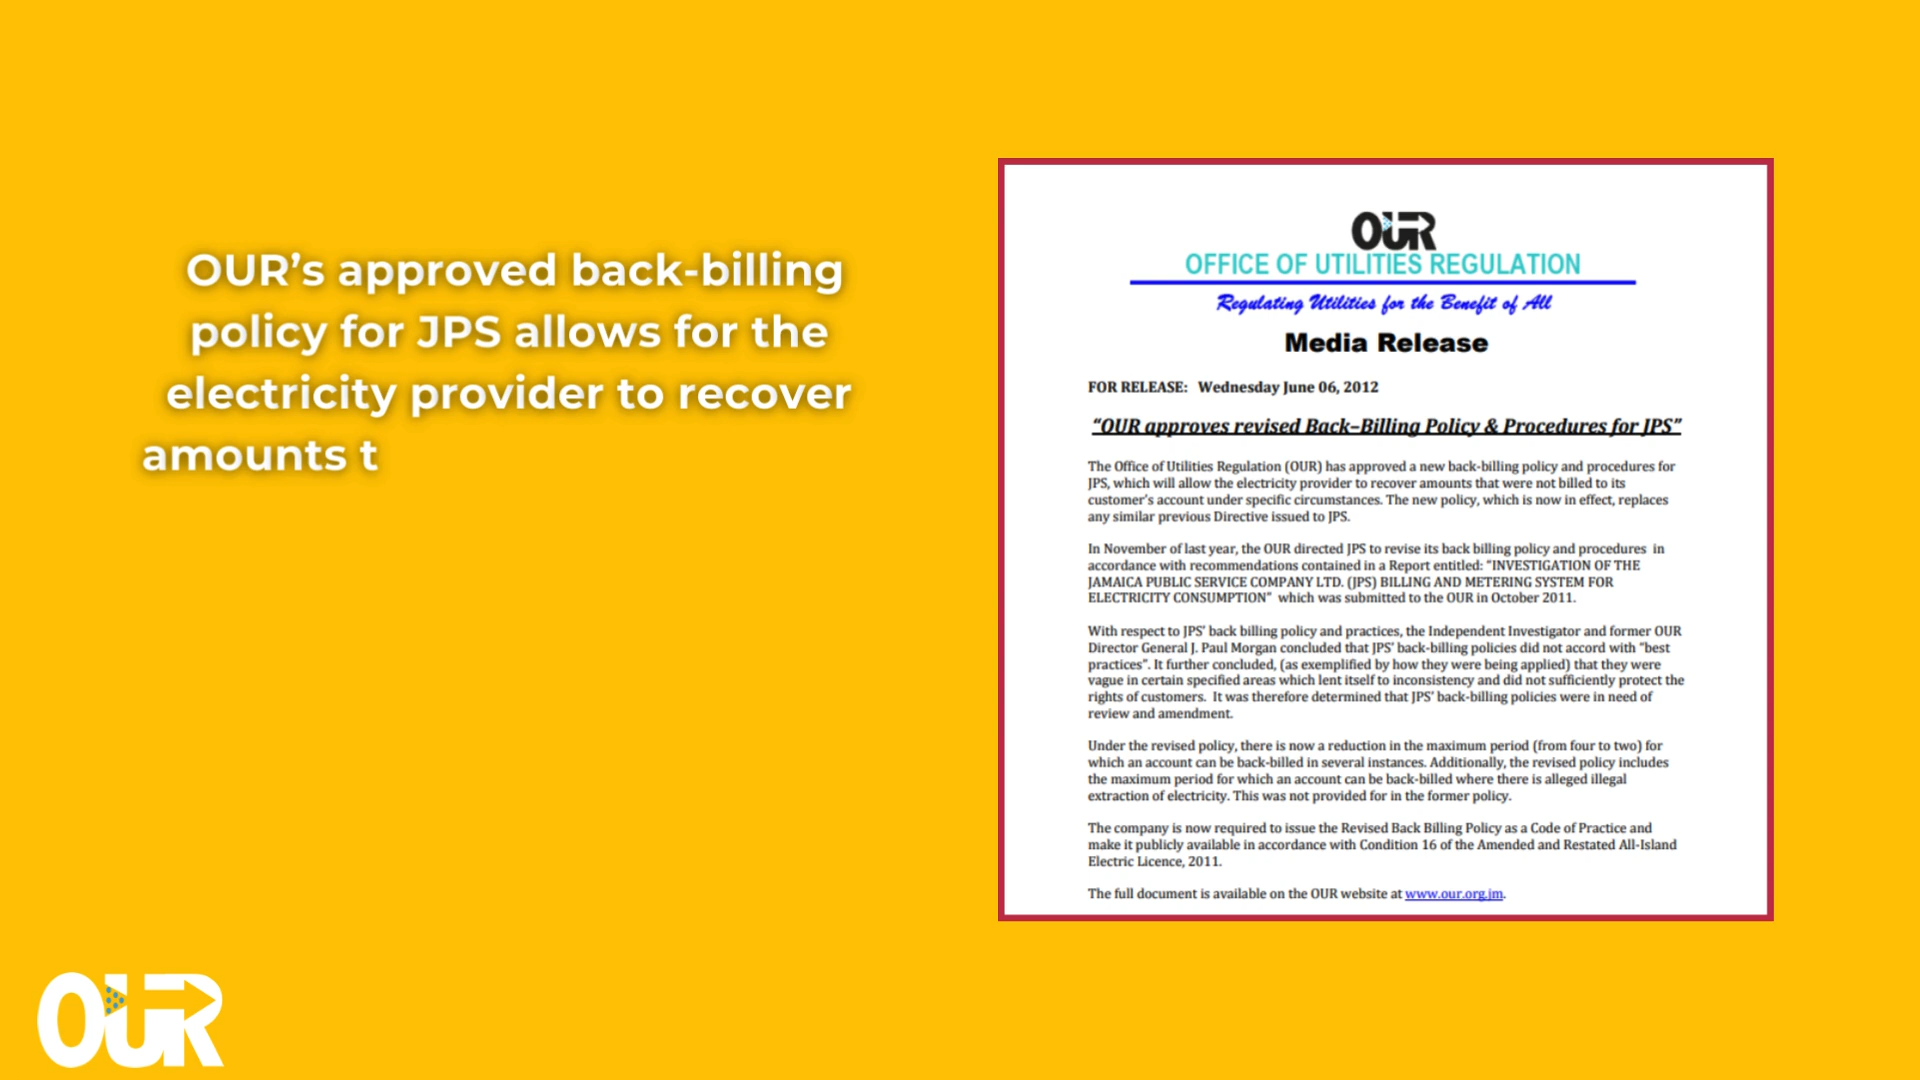 OUR’s approved back-billing
policy for JPS allows for the
electricity provider to recover
amounts t
OUR
OFFICE OF UTILITIES REGULATION
Regulating Utilities for the Benefit of All
Media Release
FOR RELEASE: Wednesday June 06, 2012
“OUR approves revised Back–Billing Policy & Procedures for JPS”
The Office of Utilities Regulation (OUR) has approved a new back-billing policy and procedures for
JPS, which will allow the electricity provider to recover amounts that were not billed to its
customer’s account under specific circumstances. The new policy, which is now in effect, replaces
any similar previous Directive issued to JPS.
In November of last year, the OUR directed JPS to revise its back billing policy and procedures in
accordance with recommendations contained in a Report entitled: “INVESTIGATION OF THE
JAMAICA PUBLIC SERVICE COMPANY LTD. (JPS) BILLING AND METERING SYSTEM FOR
ELECTRICITY CONSUMPTION” which was submitted to the OUR in October 2011.
With respect to JPS’ back billing policy and practices, the Independent Investigator and former OUR
Director General J. Paul Morgan concluded that JPS’ back-billing policies did not accord with “best
practices”. It further concluded, (as exemplified by how they were being applied) that they were
vague in certain specified areas which lent itself to inconsistency and did not sufficiently protect the
rights of customers. It was therefore determined that JPS’ back-billing policies were in need of
review and amendment.
Under the revised policy, there is now a reduction in the maximum period (from four to two) for
which an account can be back-billed in several instances. Additionally, the revised policy includes
the maximum period for which an account can be back-billed where there is alleged illegal
extraction of electricity. This was not provided for in the former policy.
The company is now required to issue the Revised Back Billing Policy as a Code of Practice and
make it publicly available in accordance with Condition 16 of the Amended and Restated All-Island
Electric Licence, 2011.
The full document is available on the OUR website at www.our.org.jm.
OUR